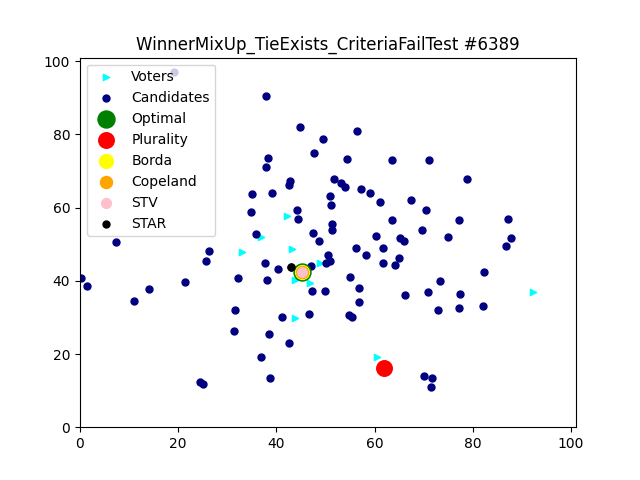 WinnerMixUp_TieExists_CriteriaFailTest #6389
100
80
60
40
20
0
Voters
Candidates
Optimal
Plurality
Borda
Copeland
STV
STAR
0 20 40 60 80 100